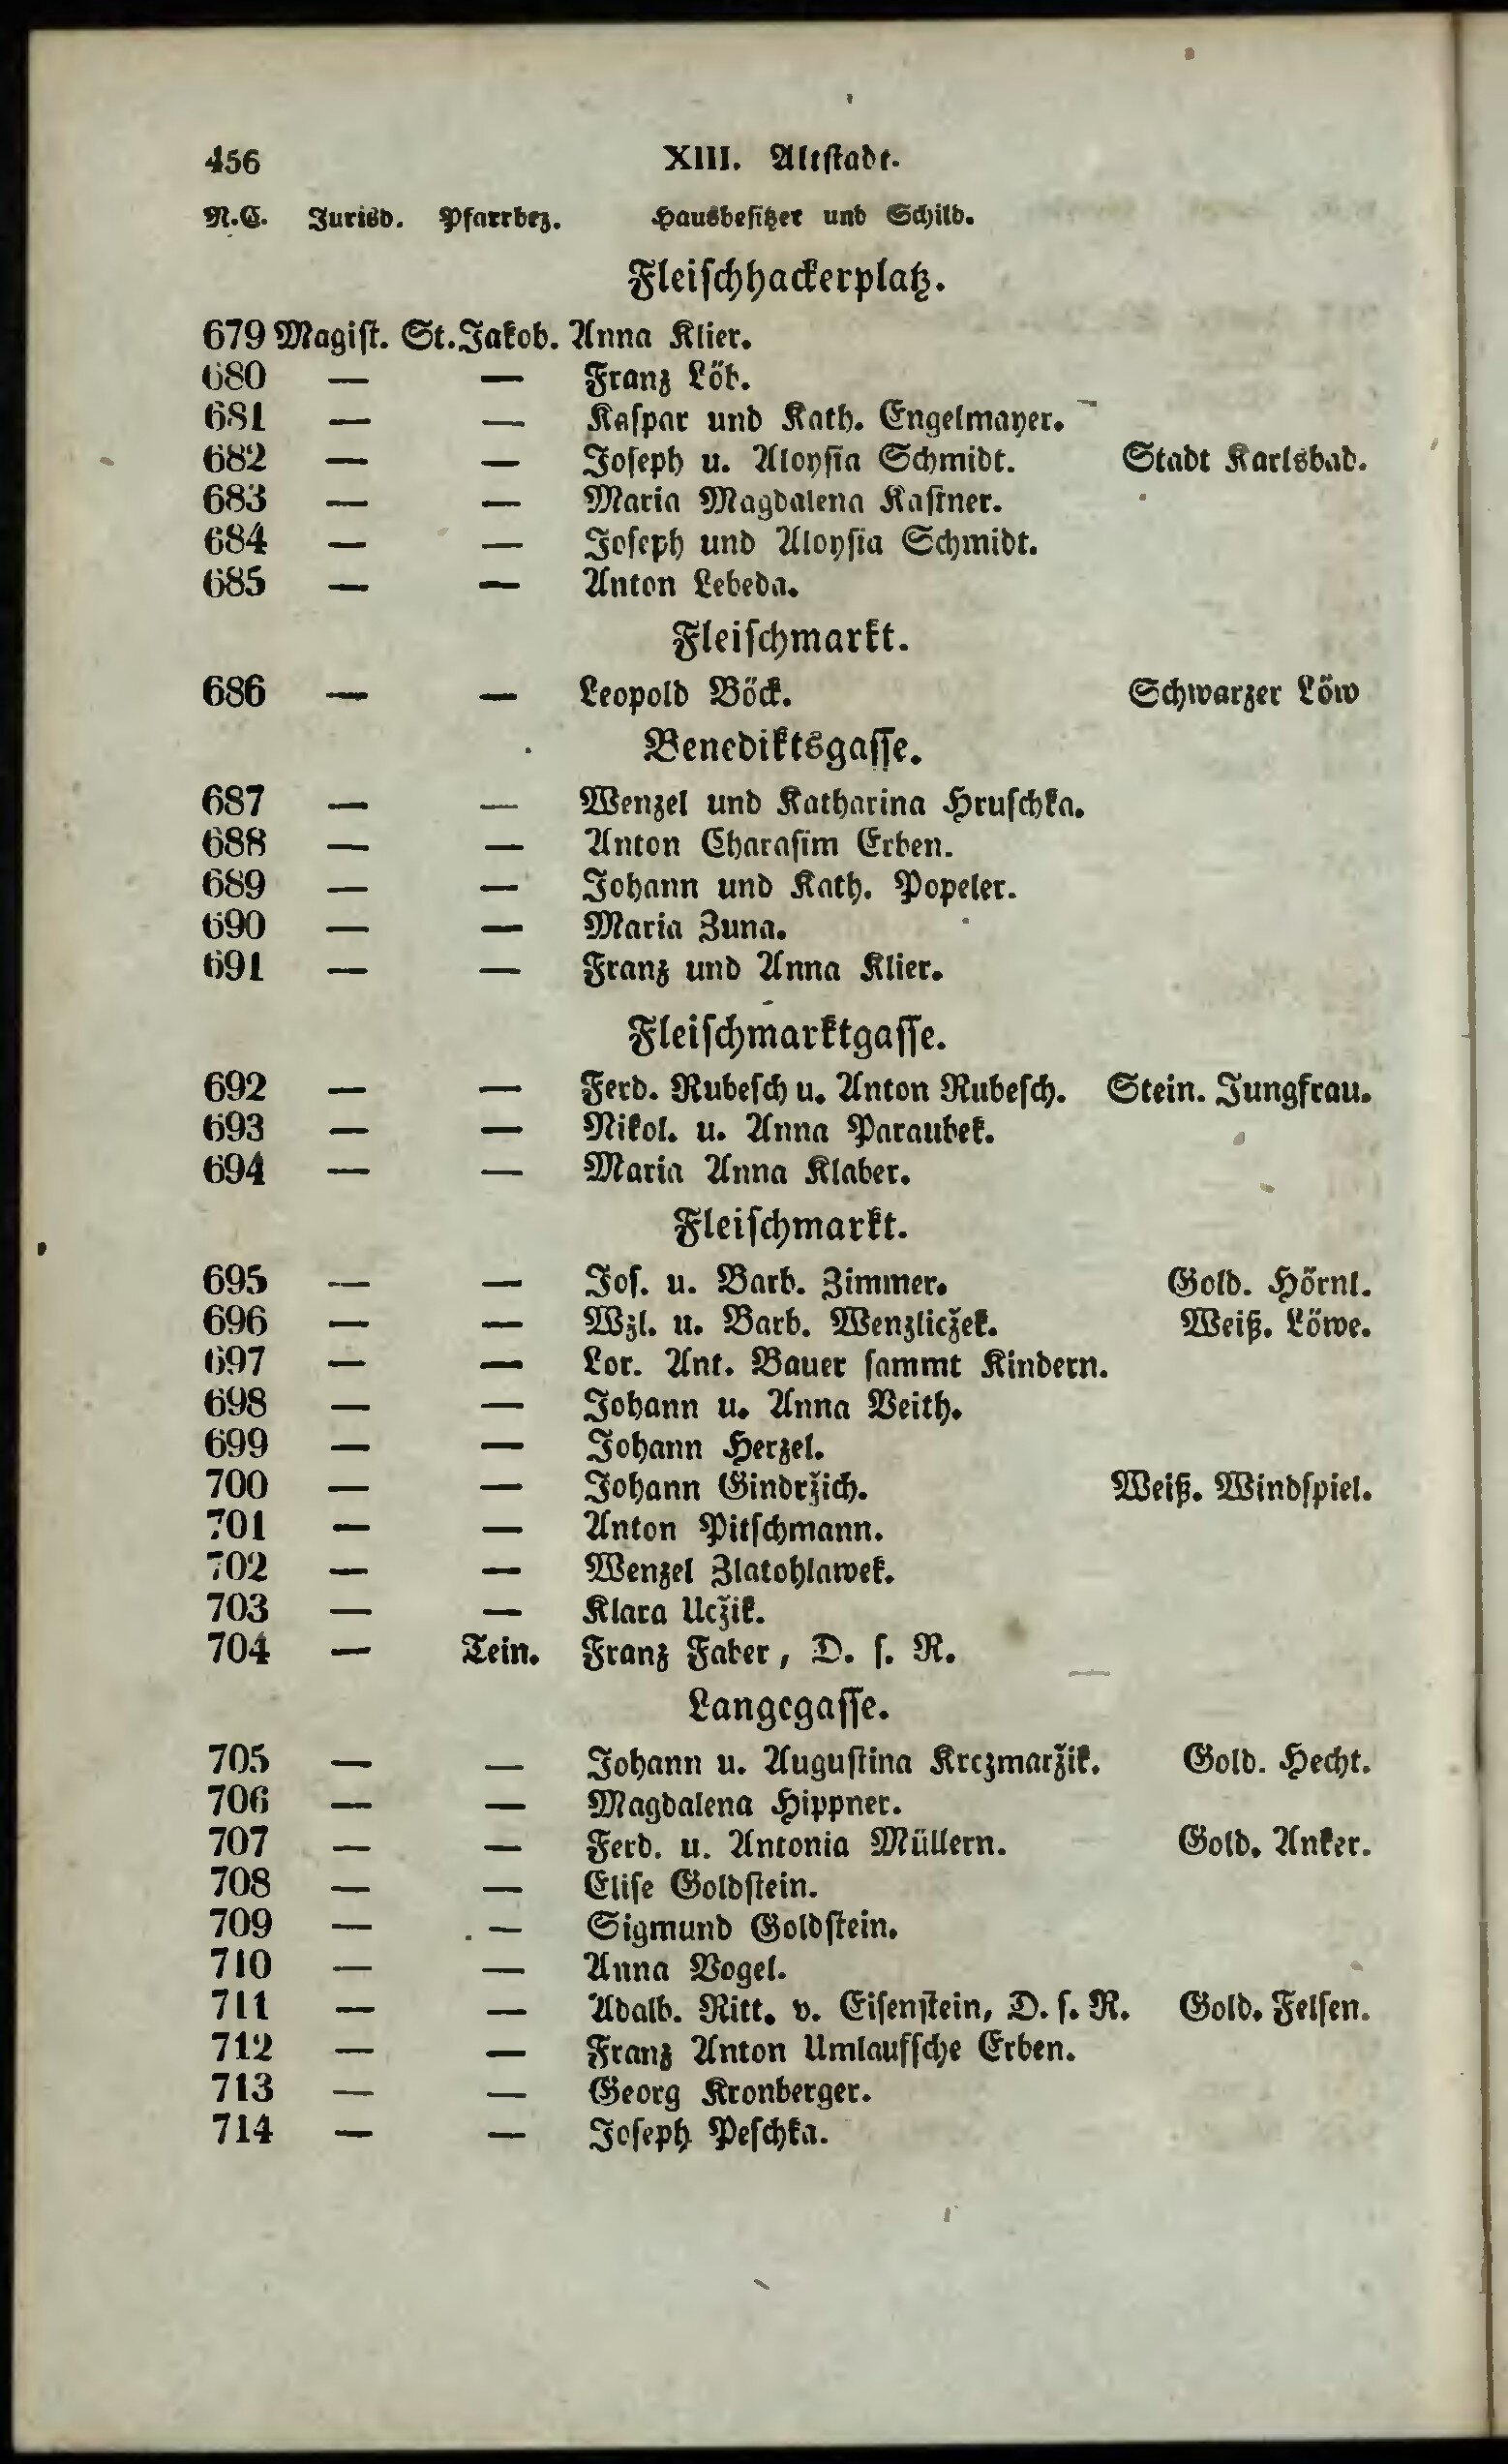 456 XIII. Altstadt.
N.C. Jurisd. Pfarrbez. Hausbesitzer und Schild.
Fleischhackerplatz.
679 Magist. St. Jakob. Anna Klier.
680 — — Franz Löb.
681 — — Kaspar und Kath. Engelmayer.
682 — — Joseph u. Aloysia Schmidt. Stadt Karlsbad.
683 — — Maria Magdalena Kastner.
684 — — Joseph und Aloysia Schmidt.
685 — — Anton Lebeda.
Fleischmarkt.
686 — — Leopold Böck. Schwarzer Löw
Benediktsgasse.
687 — — Wenzel und Katharina Hruschka.
688 — — Anton Charasim Erben.
689 — — Johann und Kath. Popeler.
690 — — Maria Zuna.
691 — — Franz und Anna Klier.
Fleischmarktgasse.
692 — — Ferd. Rubesch u. Anton Rubesch. Stein. Jungfrau.
693 — — Nikol. u. Anna Paraubek.
694 — — Maria Anna Klaber.
Fleischmarkt.
695 — — Jos. u. Barb. Zimmer. Gold. Hörnl.
696 — — Wzl. u. Barb. Wenzliczek. Weiß. Löwe.
697 — — Lor. Ant. Bauer sammt Kindern.
698 — — Johann u. Anna Veith.
699 — — Johann Herzel.
700 — — Johann Gindržich. Weiß. Windspiel.
701 — — Anton Pitschmann.
702 — — Wenzel Zlatohlawek.
703 — — Klara Ucžik.
704 — Tein. Franz Faber, D. s. R.
Langegasse.
705 — — Johann u. Augustina Krczmaržik. Gold. Hecht.
706 — — Magdalena Hippner.
707 — — Ferd. u. Antonia Müllern. Gold. Anker.
708 — — Elise Goldstein.
709 — — Sigmund Goldstein.
710 — — Anna Vogel.
711 — — Adalb. Ritt. v. Eisenstein, D. s. R. Gold. Felsen.
712 — — Franz Anton Umlauffsche Erben.
713 — — Georg Kronberger.
714 — — Joseph Peschka.